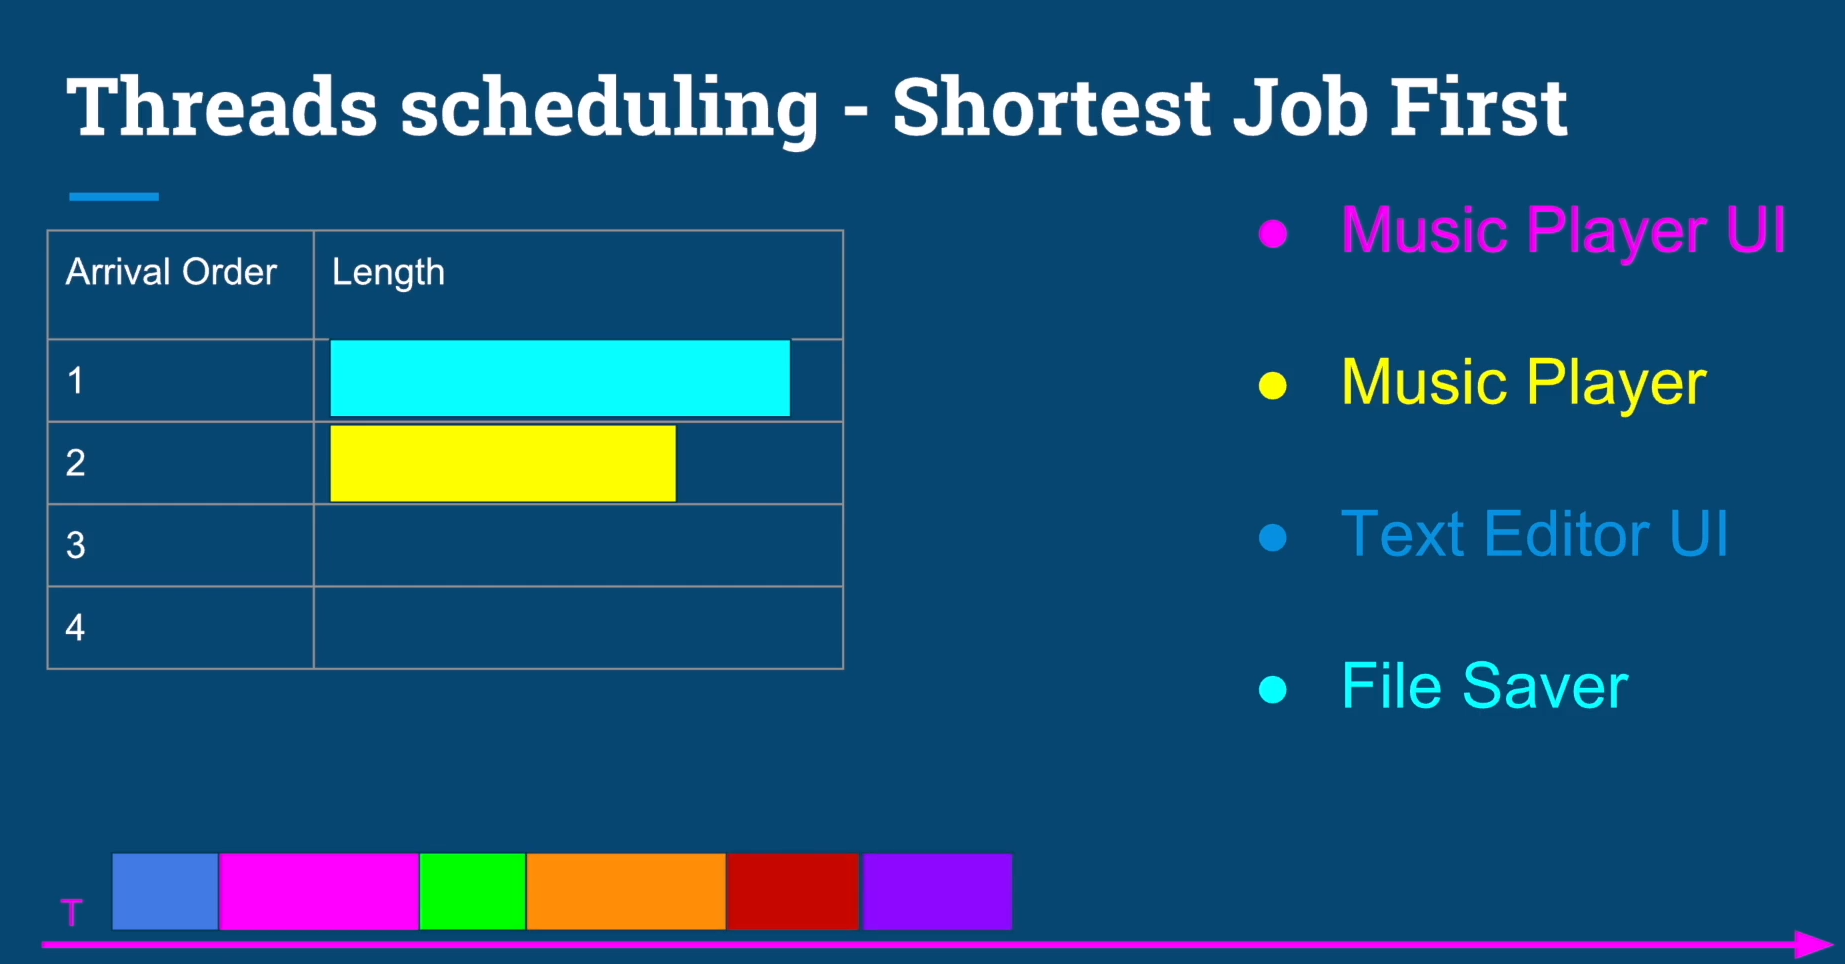 Threads scheduling - Shortest Job First
Arrival Order
Length
1
2
3
4
Music Player UI
Music Player
Text Editor UI
File Saver
T